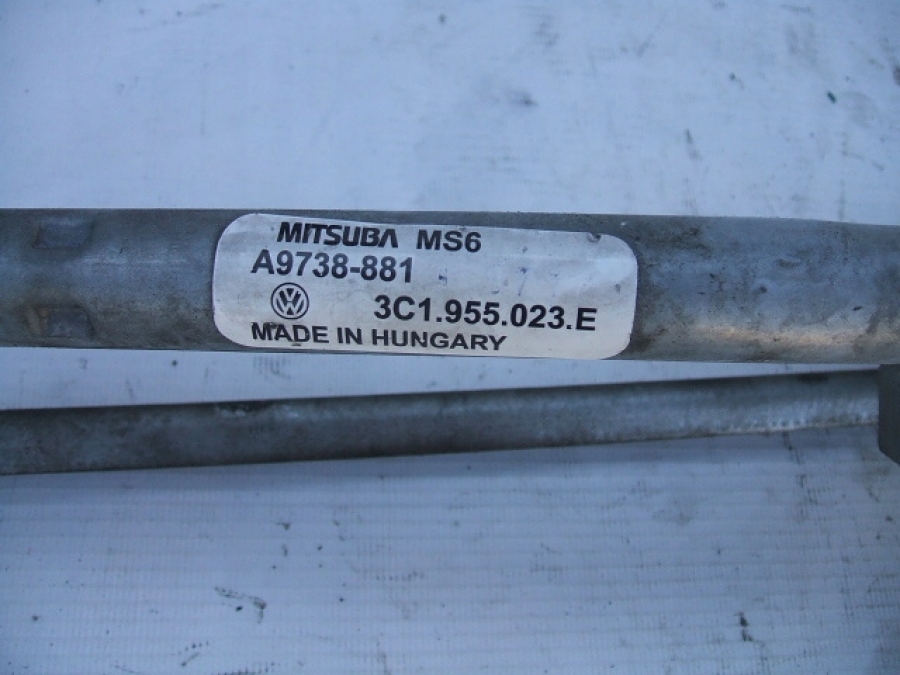 MITSUBA MS6
A9738-881
3C1.955.023.E
MADE IN HUNGARY